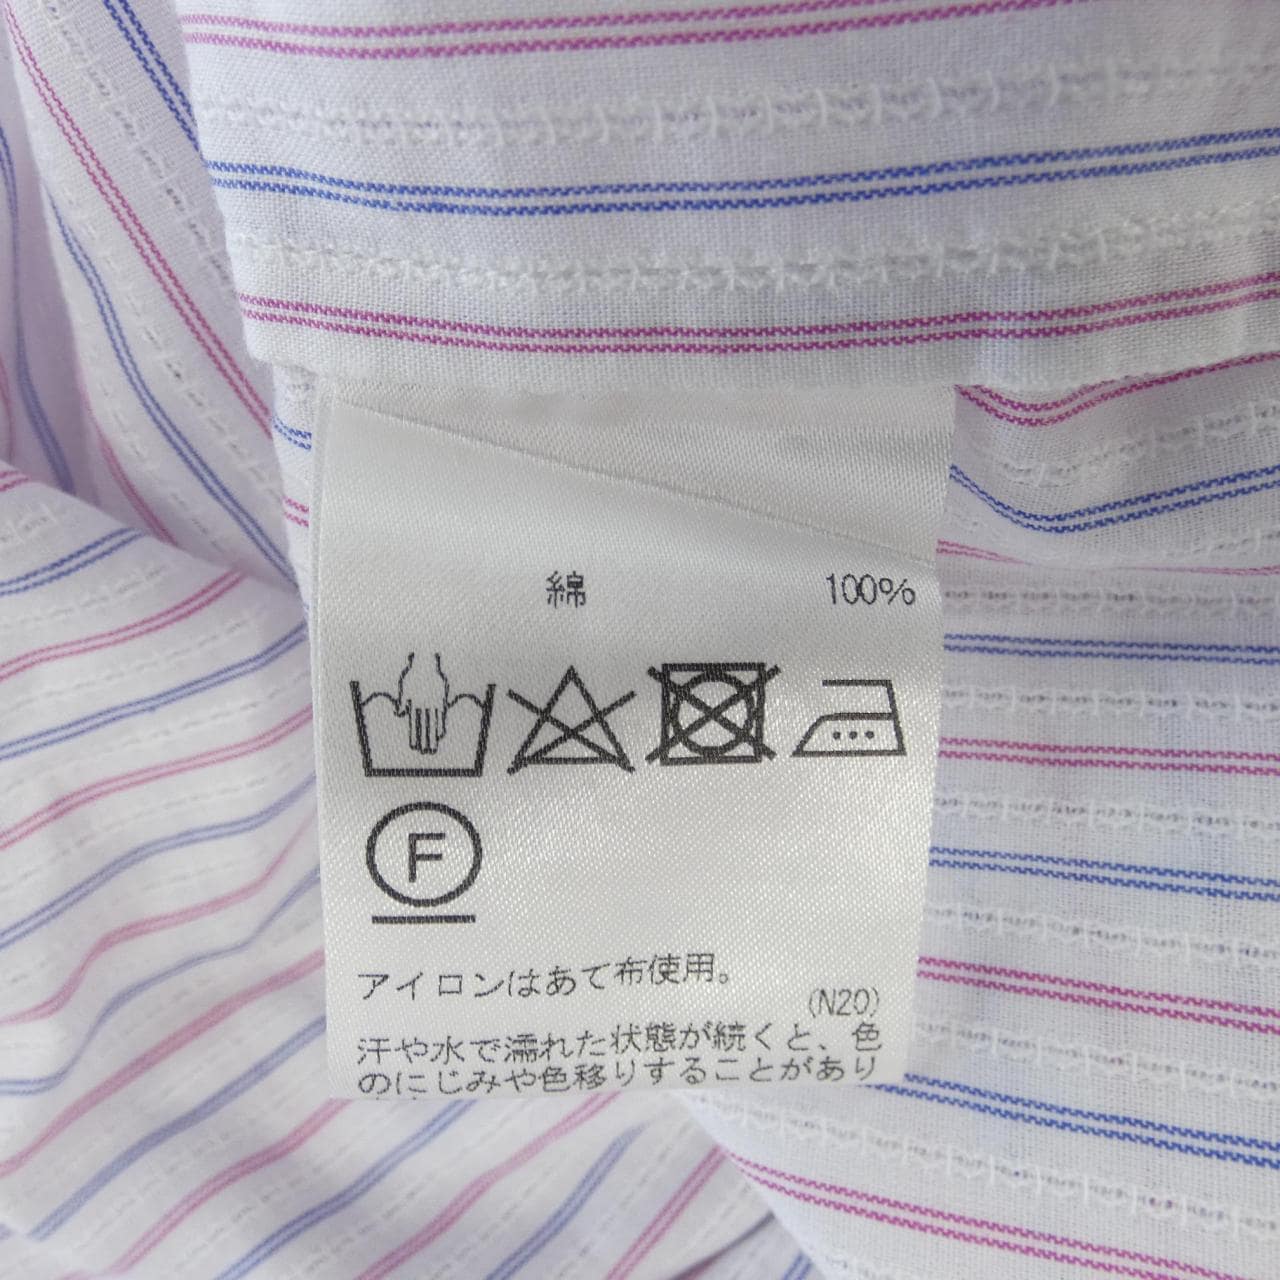 綿 100%
F
アイロンはあて布使用。
(N20)
汗や水で濡れた状態が続くと、色
のにじみや色移りすることがあり